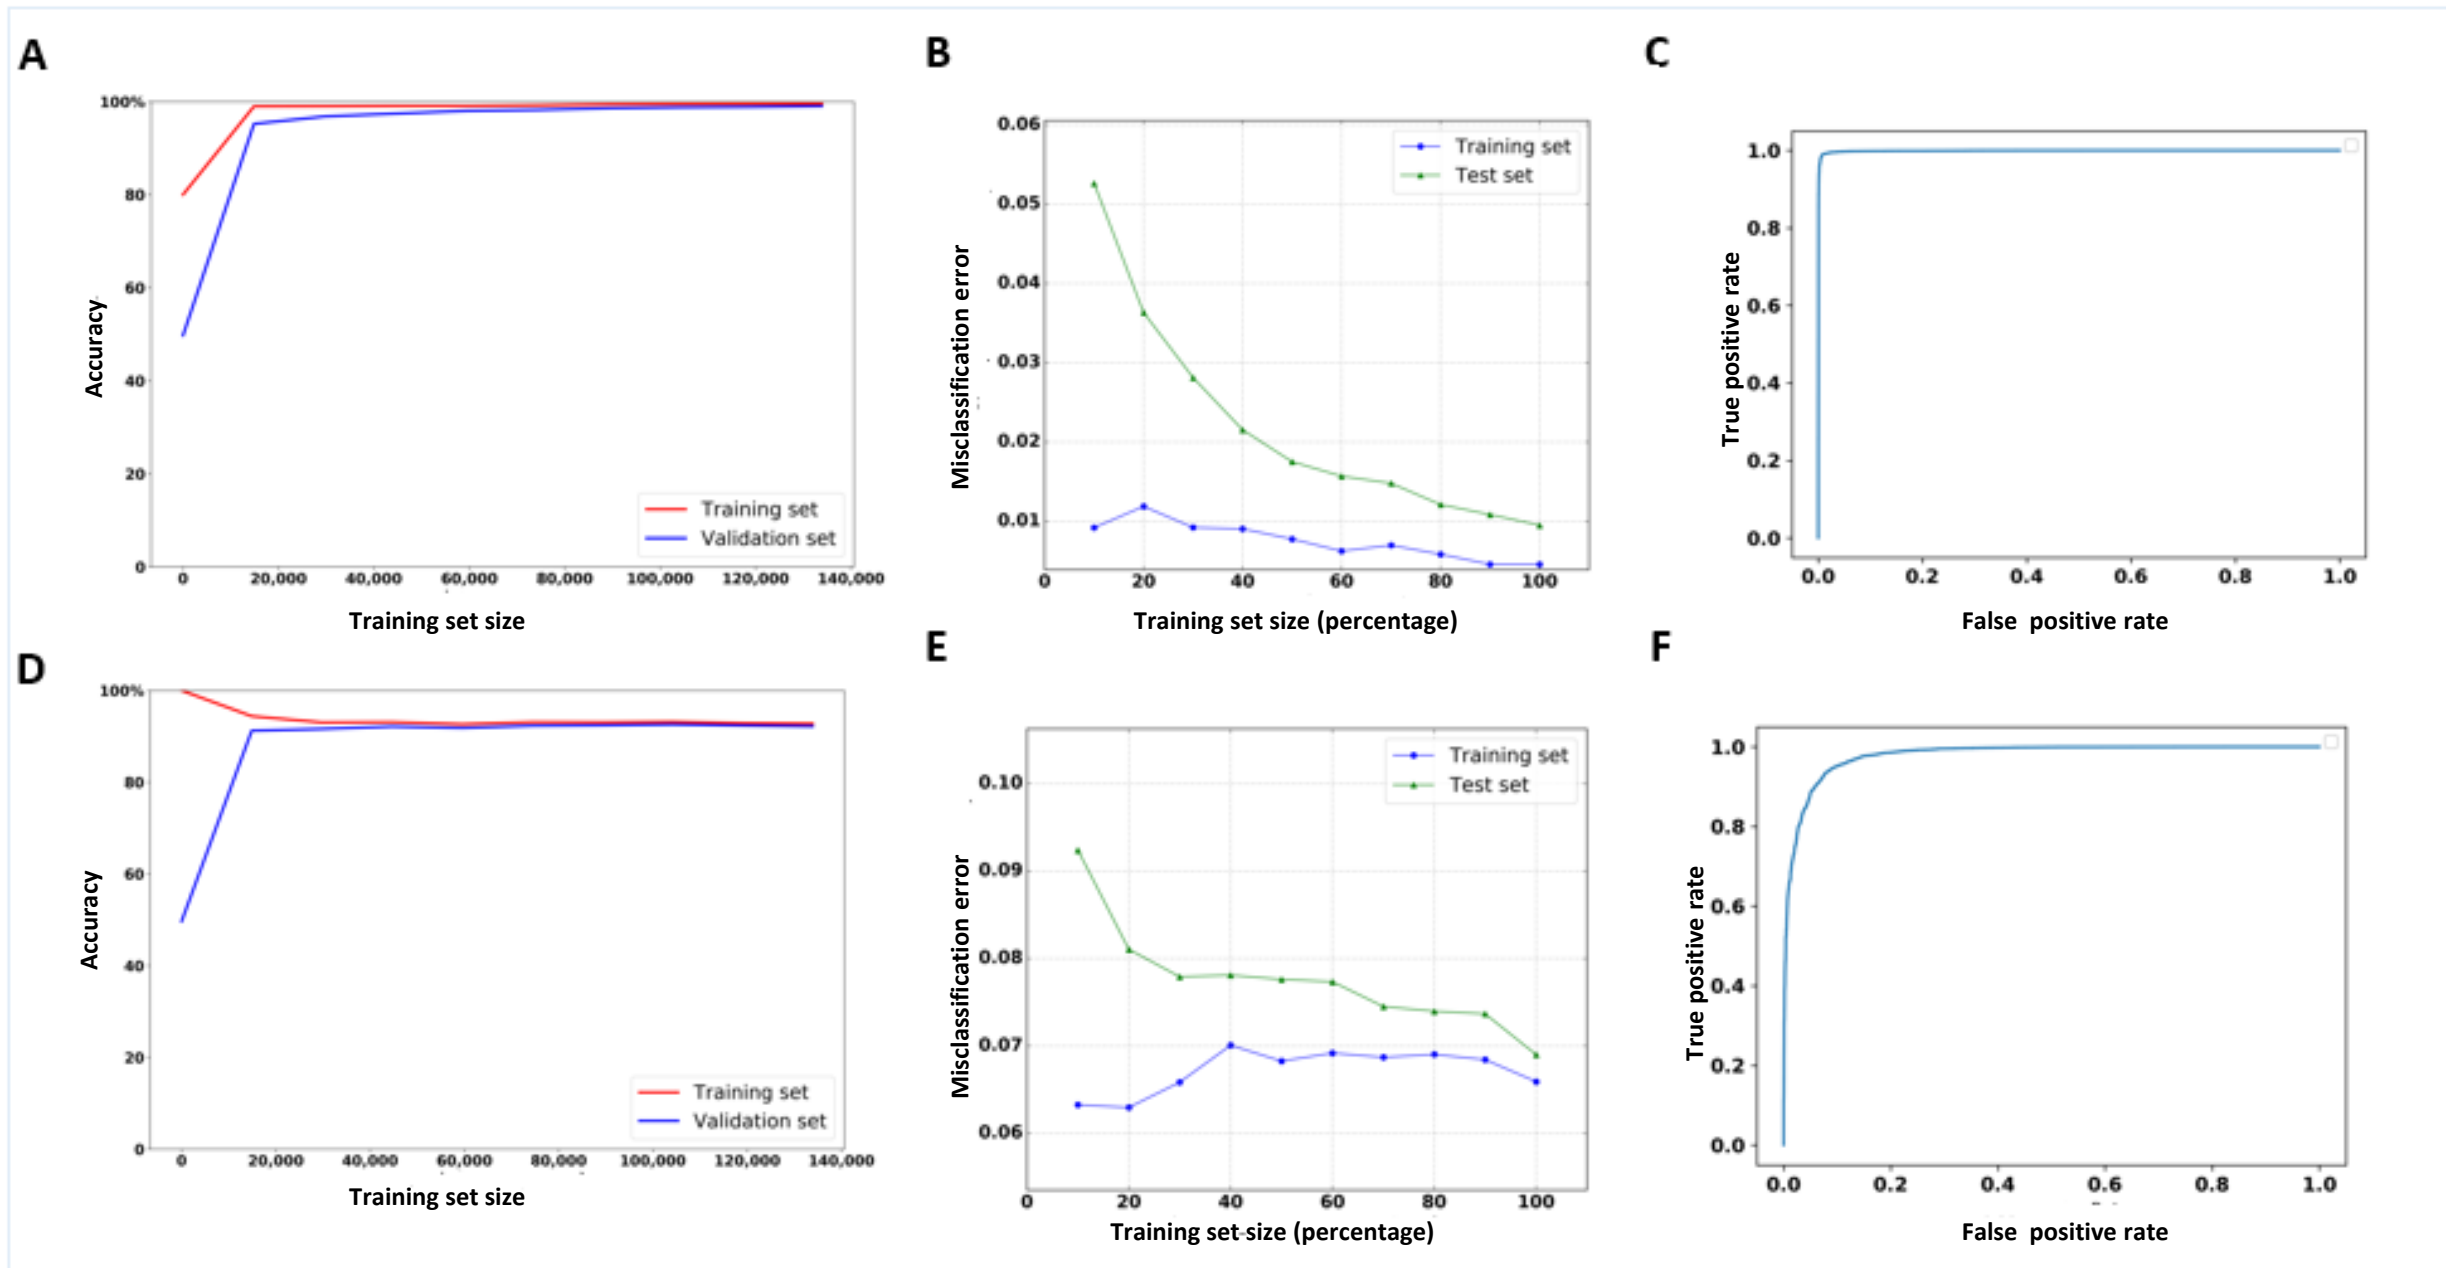 A
100%
80
60
40
20
0
0 20,000 40,000 60,000 80,000 100,000 120,000 140,000
Accuracy
Training set size
Training set
Validation set
B
0.06
0.05
0.04
0.03
0.02
0.01
0 20 40 60 80 100
Misclassification error
Training set size (percentage)
Training set
Test set
C
1.0
0.8
0.6
0.4
0.2
0.0
0.0 0.2 0.4 0.6 0.8 1.0
True positive rate
False positive rate
D
100%
80
60
40
20
0
0 20,000 40,000 60,000 80,000 100,000 120,000 140,000
Accuracy
Training set size
Training set
Validation set
E
0.10
0.09
0.08
0.07
0.06
0 20 40 60 80 100
Misclassification error
Training set-size (percentage)
Training set
Test set
F
1.0
0.8
0.6
0.4
0.2
0.0
0.0 0.2 0.4 0.6 0.8 1.0
True positive rate
False positive rate